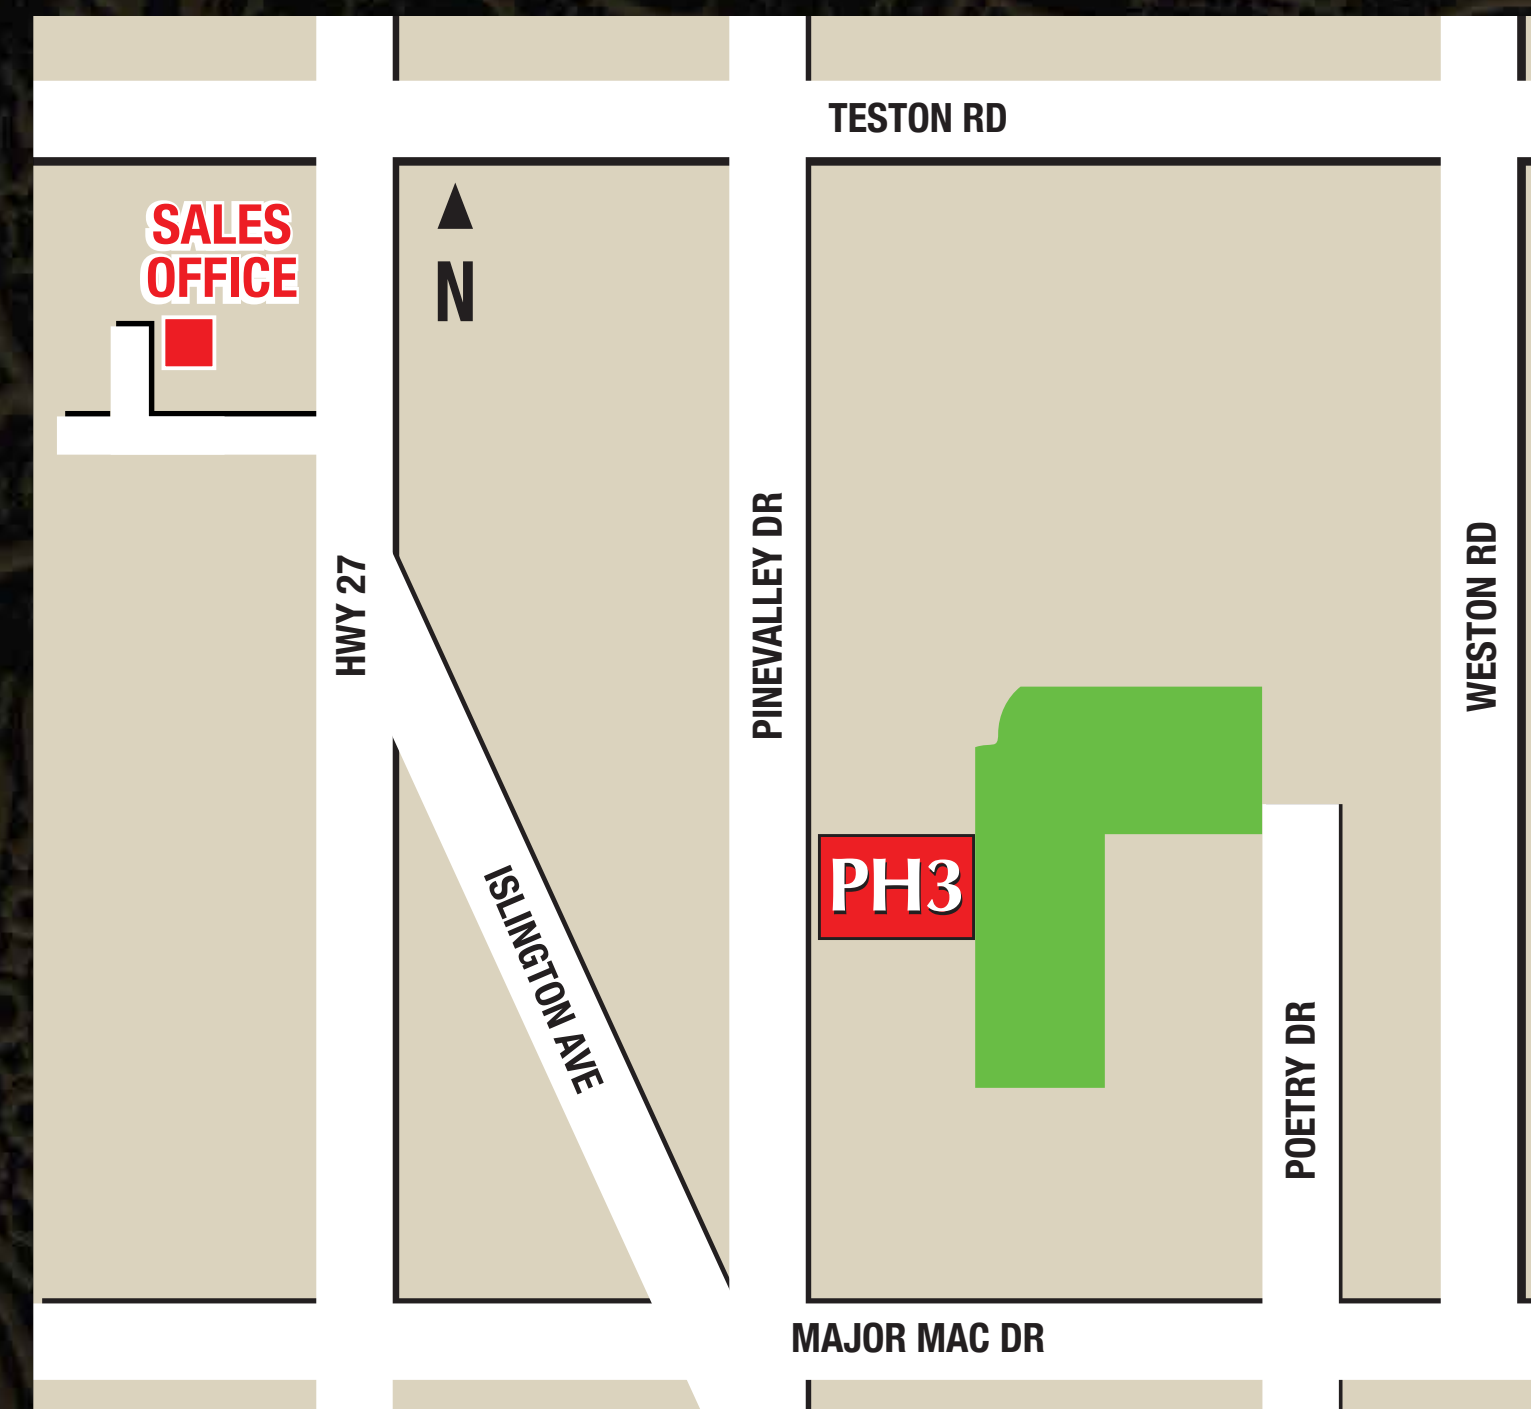 TESTON RD
SALES
OFFICE
N
HWY 27
PINEVALLEY DR
WESTON RD
PH3
ISLINGTON AVE
POETRY DR
MAJOR MAC DR